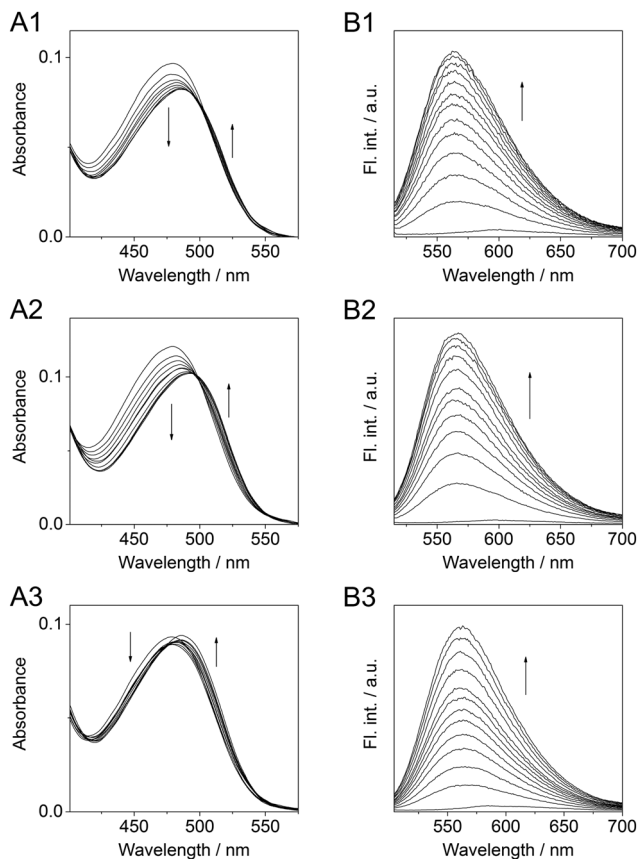 A1
B1
0.1
0.0
Absorbance
450 500 550
Wavelength / nm
Fl. int. / a.u.
550 600 650 700
Wavelength / nm
A2
B2
0.1
0.0
Absorbance
450 500 550
Wavelength / nm
Fl. int. / a.u.
550 600 650 700
Wavelength / nm
A3
B3
0.1
0.0
Absorbance
450 500 550
Wavelength / nm
Fl. int. / a.u.
550 600 650 700
Wavelength / nm